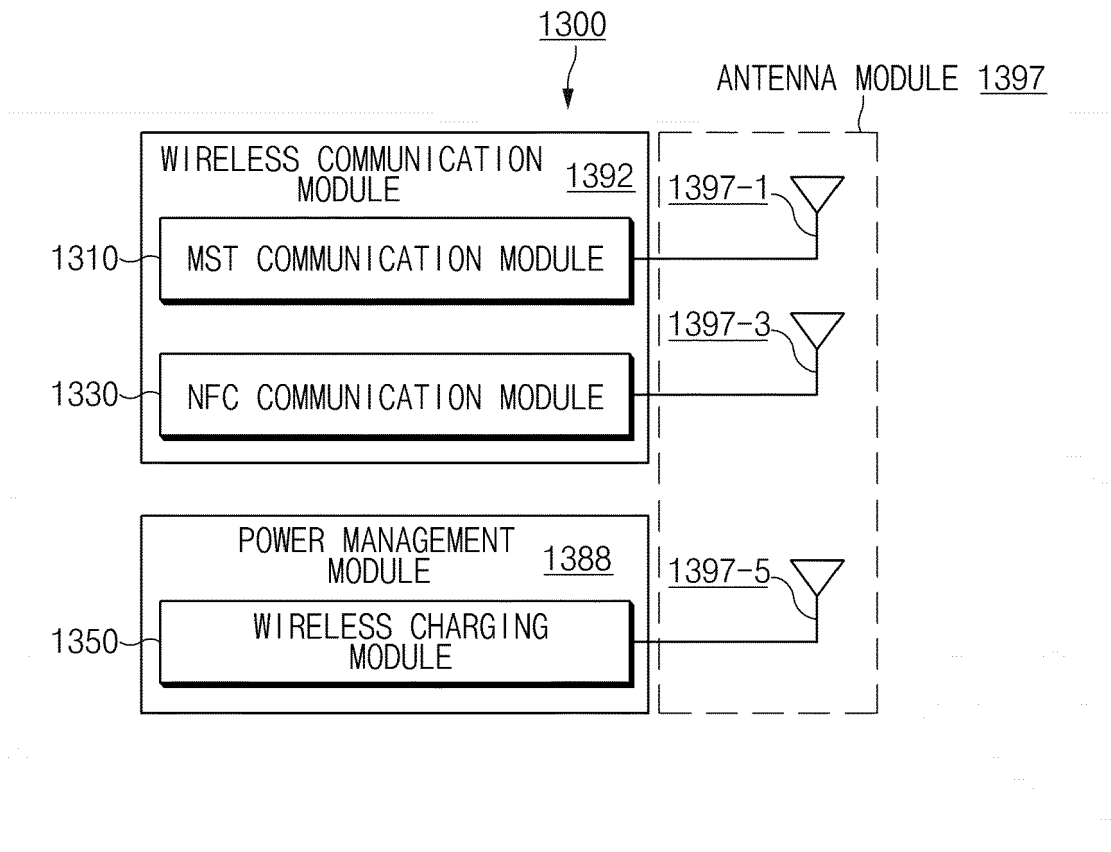 1300
ANTENNA MODULE 1397
WIRELESS COMMUNICATION
MODULE
1392
1397-1
1310
MST COMMUNICATION MODULE
1397-3
1330
NFC COMMUNICATION MODULE
POWER MANAGEMENT
MODULE
1388
1397-5
1350
WIRELESS CHARGING
MODULE